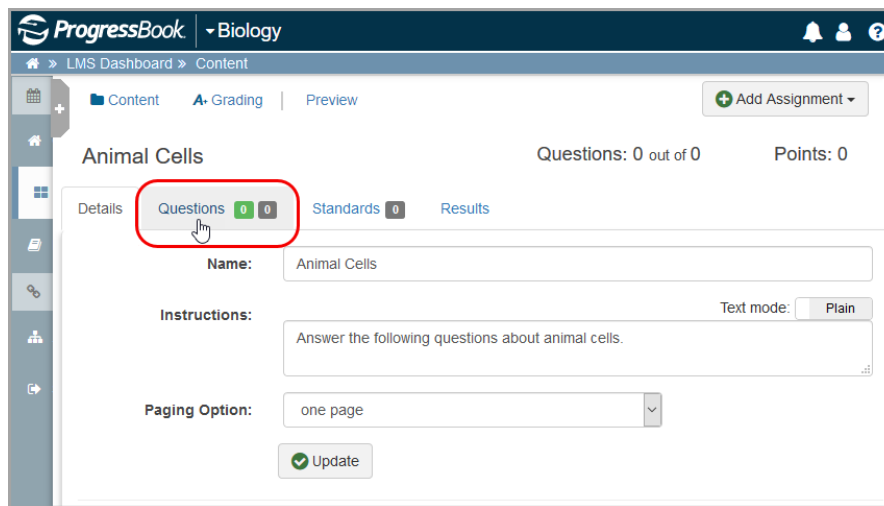 ProgressBook Biology
» LMS Dashboard » Content
Content A+ Grading Preview Add Assignment
Animal Cells Questions: 0 out of 0 Points: 0
Details Questions 0 0 Standards 0 Results
Name: Animal Cells
Text mode: Plain
Instructions:
Answer the following questions about animal cells.
Paging Option: one page
Update